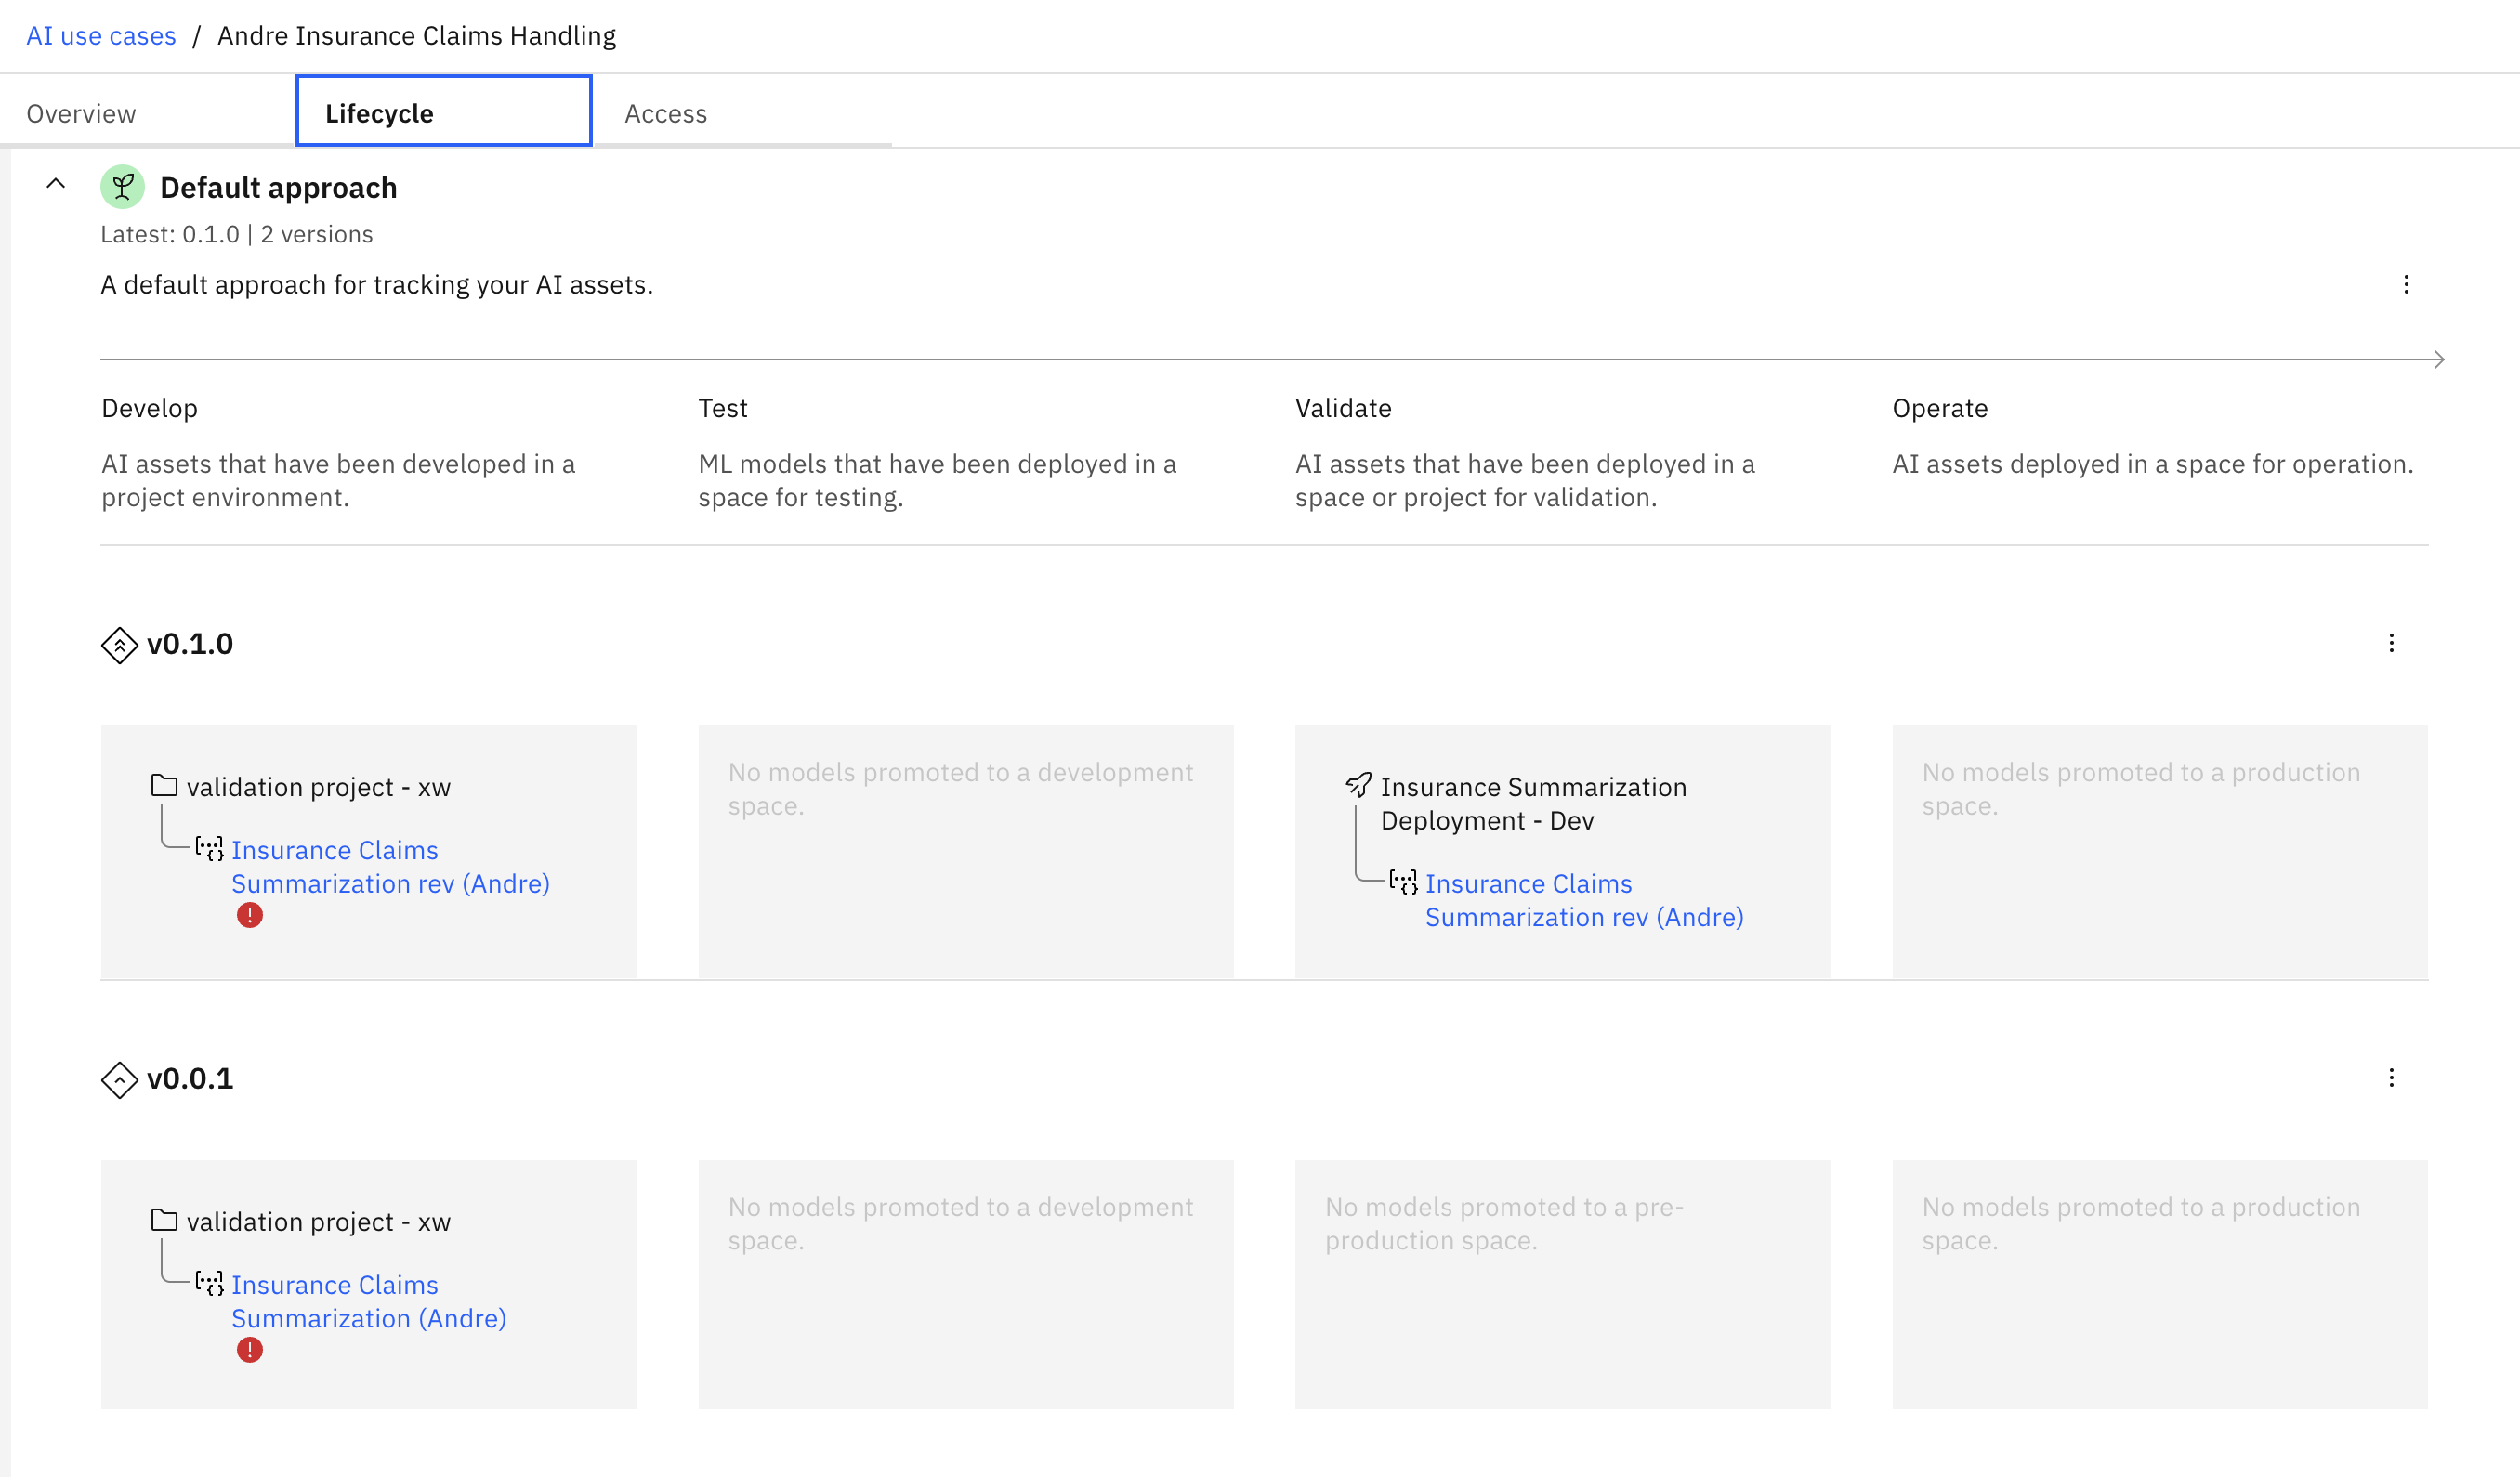 AI use cases / Andre Insurance Claims Handling
Overview
Lifecycle
Access
Default approach
Latest: 0.1.0 | 2 versions
A default approach for tracking your AI assets.
Develop
AI assets that have been developed in a
project environment.
Test
ML models that have been deployed in a
space for testing.
Validate
AI assets that have been deployed in a
space or project for validation.
Operate
AI assets deployed in a space for operation.
v0.1.0
validation project - xw
Insurance Claims
Summarization rev (Andre)
No models promoted to a development
space.
Insurance Summarization
Deployment - Dev
Insurance Claims
Summarization rev (Andre)
No models promoted to a production
space.
v0.0.1
validation project - xw
Insurance Claims
Summarization (Andre)
No models promoted to a development
space.
No models promoted to a pre-
production space.
No models promoted to a production
space.